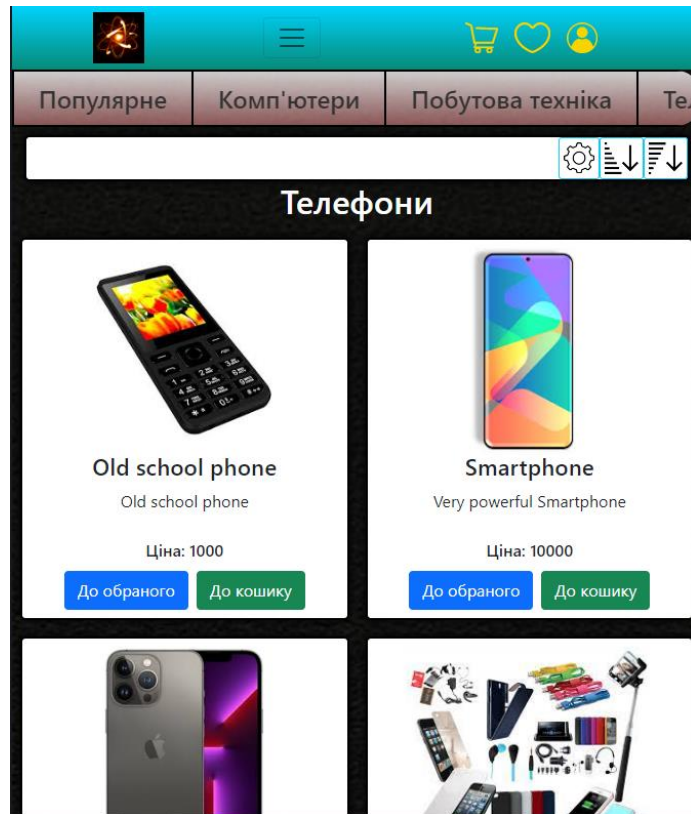 Популярне Комп'ютери Побутова техніка Те
Телефони
Old school phone
Old school phone
Ціна: 1000
До обраного До кошику
Smartphone
Very powerful Smartphone
Ціна: 10000
До обраного До кошику